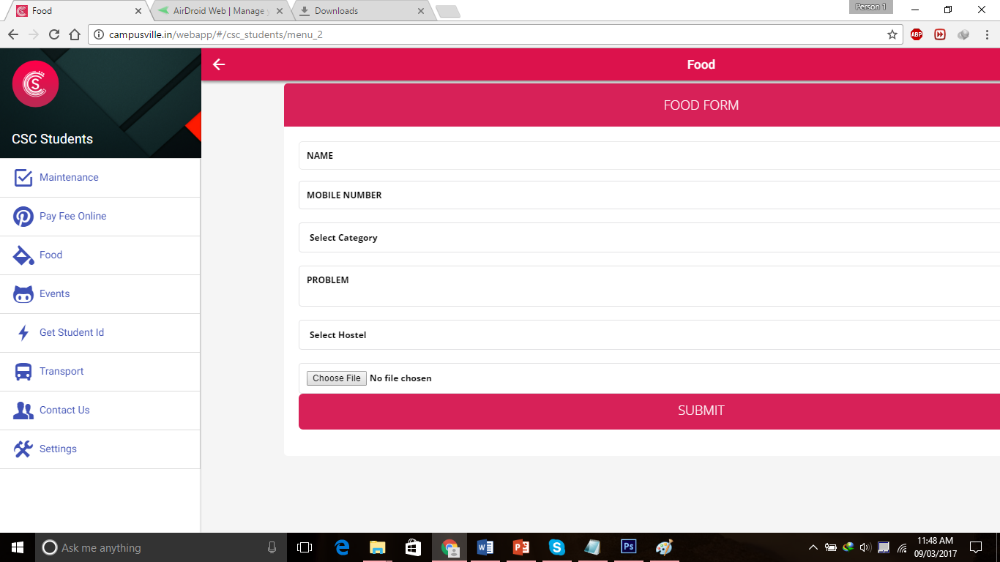 Food
AirDroid Web | Manage
Downloads
Person 1
campusville.in/webapp/#/csc_students/menu_2
ABP
S
CSC Students
Maintenance
Pay Fee Online
Food
Events
Get Student Id
Transport
Contact Us
Settings
Food
FOOD FORM
NAME
MOBILE NUMBER
Select Category
PROBLEM
Select Hostel
Choose File No file chosen
SUBMIT
Ask me anything
11:48 AM
09/03/2017